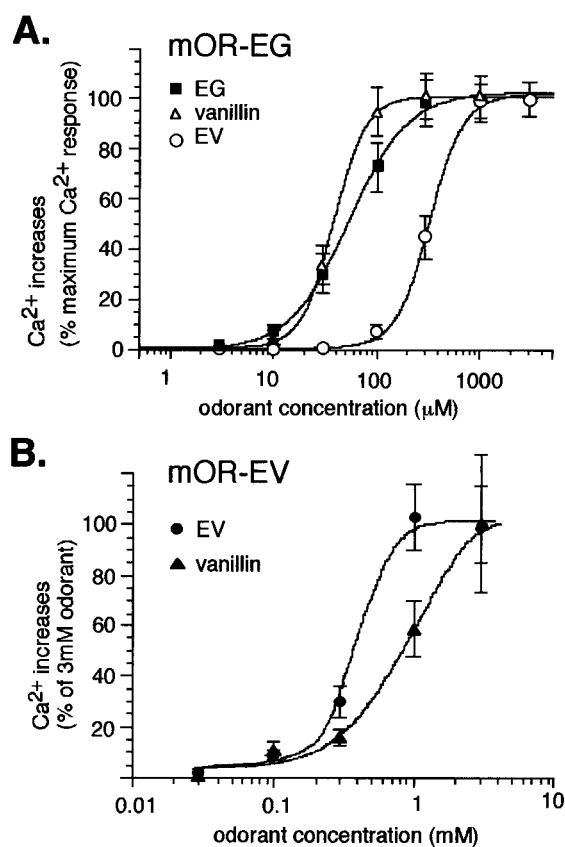 A.
mOR-EG
EG
vanillin
EV
Ca2+ increases
(% maximum Ca2+ response)
100
80
60
40
20
0
1
10
100
1000
odorant concentration (μM)
B.
mOR-EV
EV
vanillin
Ca2+ increases
(% of 3mM odorant)
100
80
60
40
20
0.01
0.1
1
10
odorant concentration (mM)